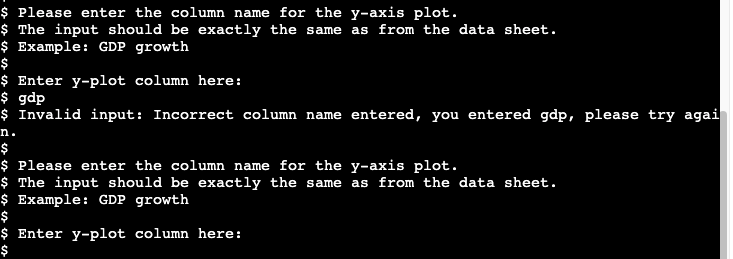 $ Please enter the column name for the y-axis plot.
$ The input should be exactly the same as from the data sheet.
$ Example: GDP growth
$
$ Enter y-plot column here:
$ gdp
$ Invalid input: Incorrect column name entered, you entered gdp, please try agai
n.
$
$ Please enter the column name for the y-axis plot.
$ The input should be exactly the same as from the data sheet.
$ Example: GDP growth
$
$ Enter y-plot column here:
$